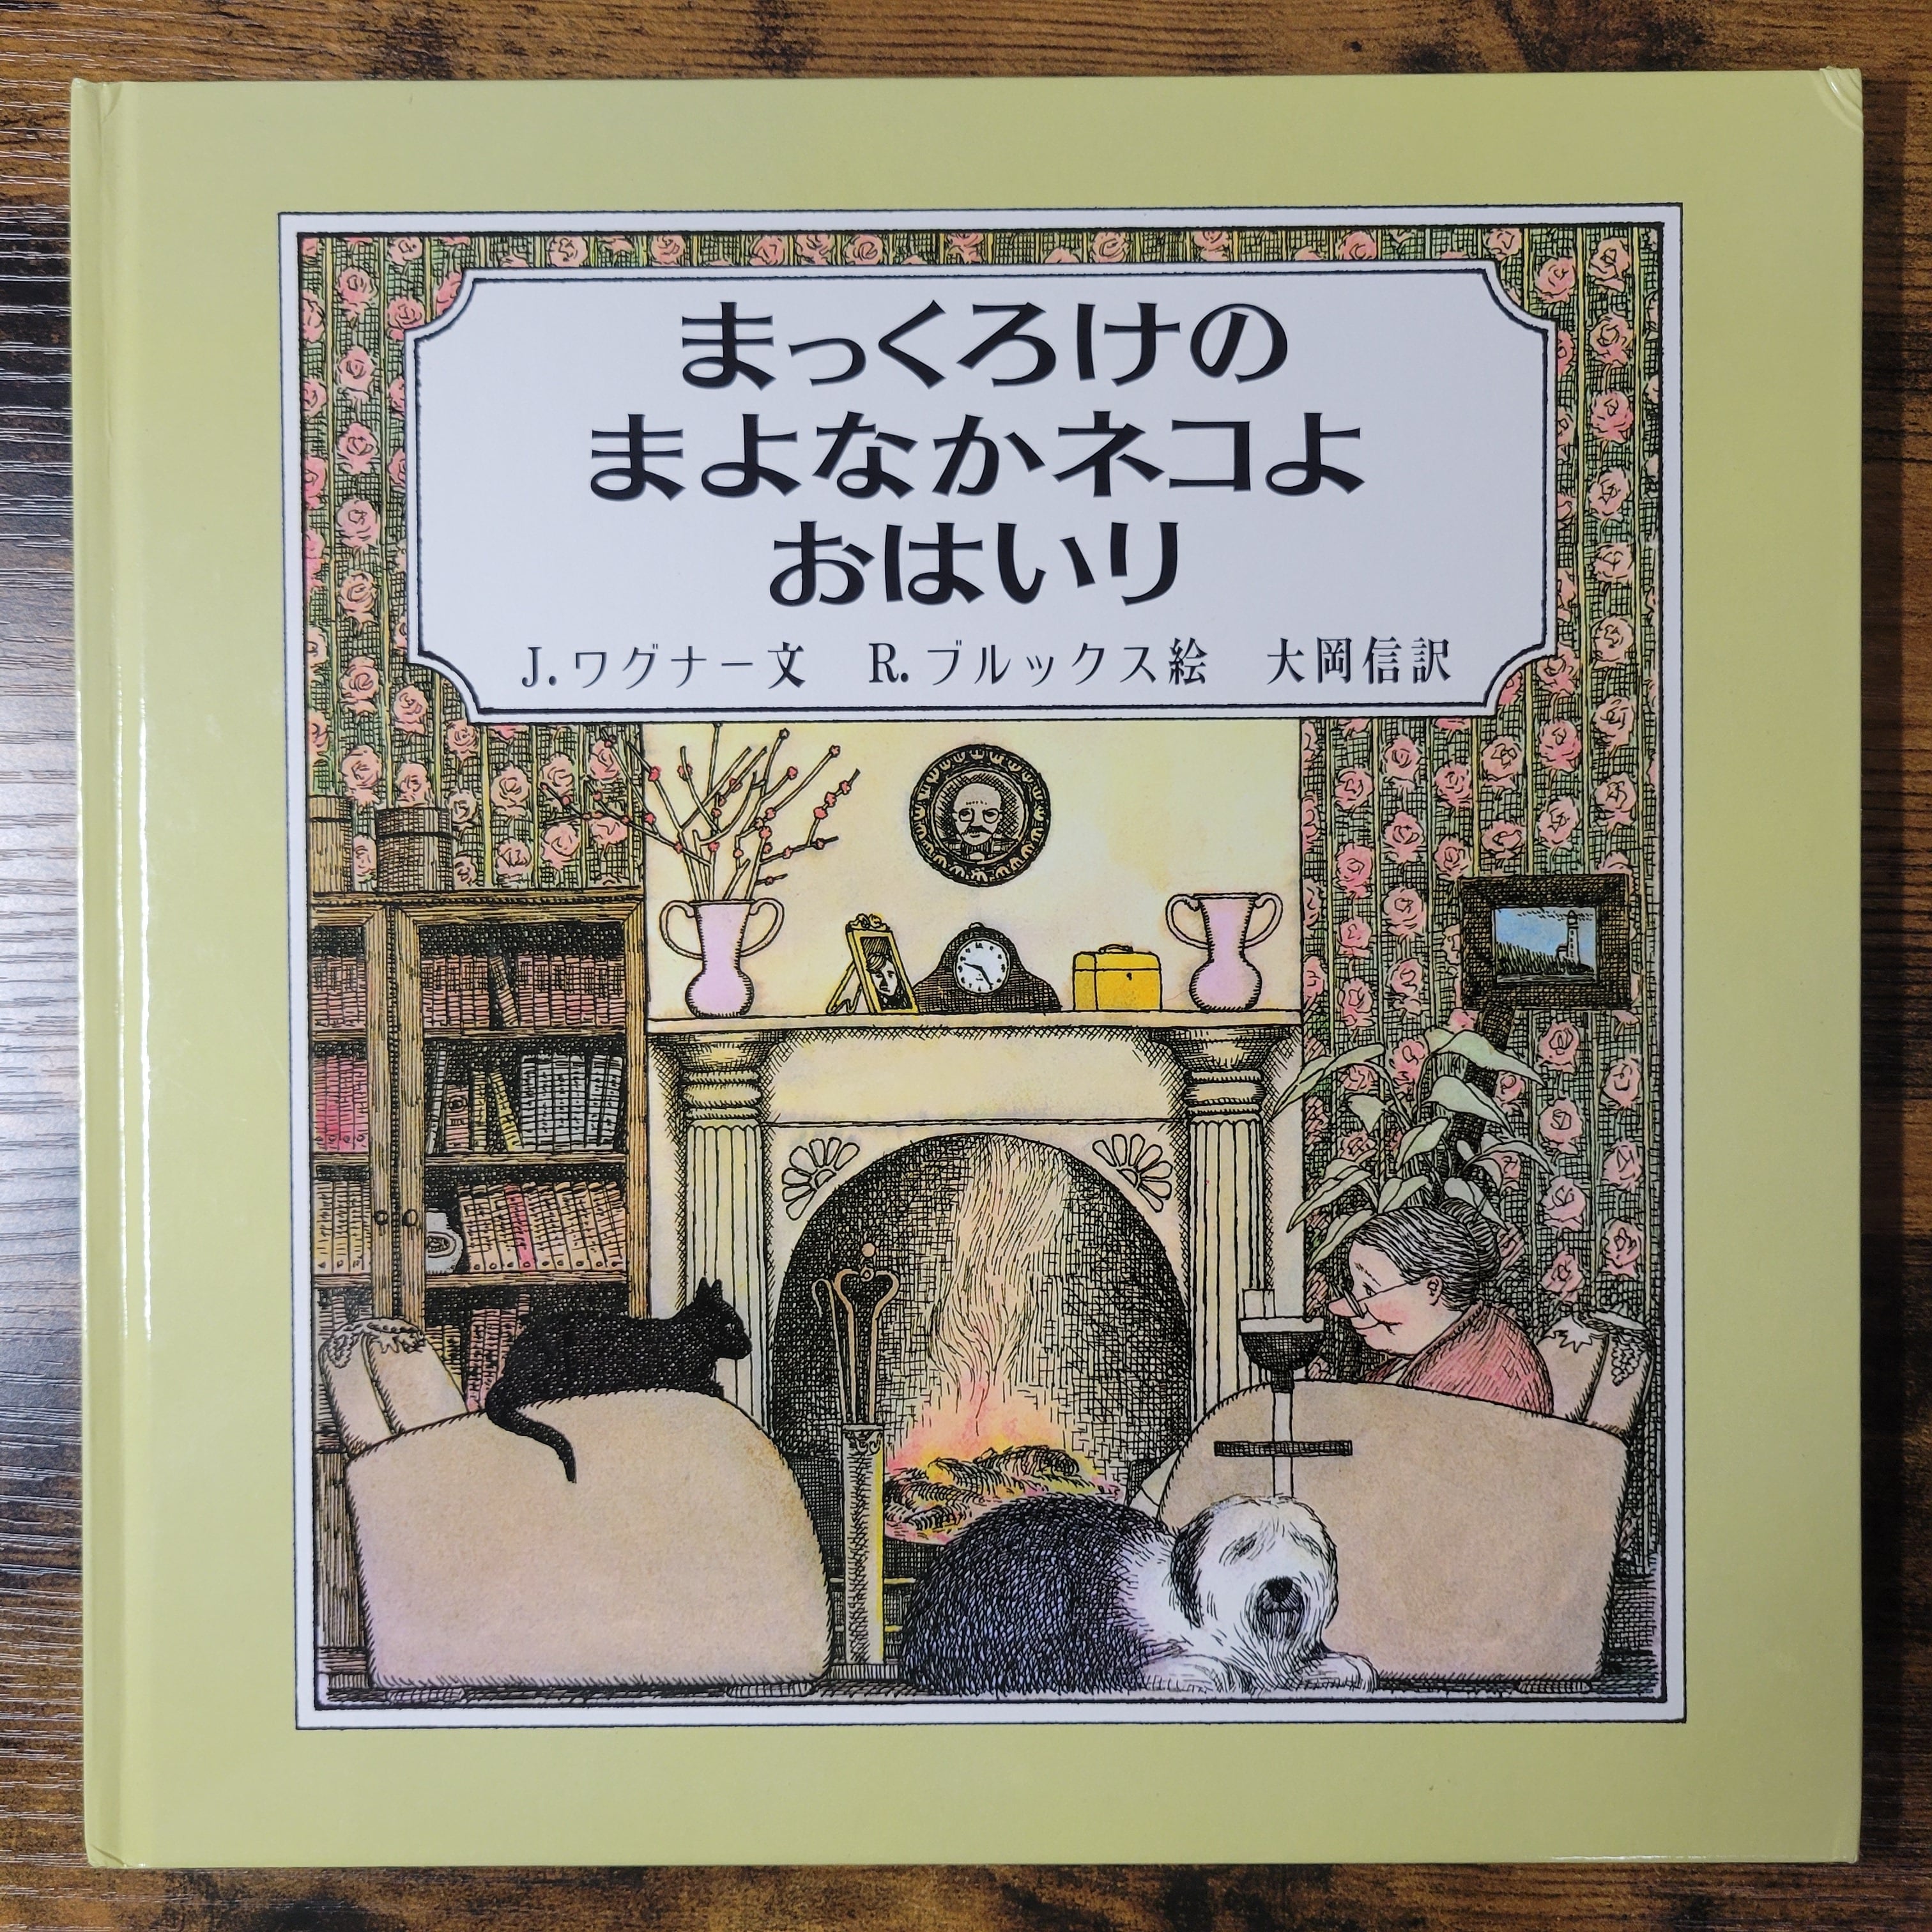 まっくろけの
まよなかネコよ
おはいり
J.ワグナー文　R.ブルックス絵　大岡信訳